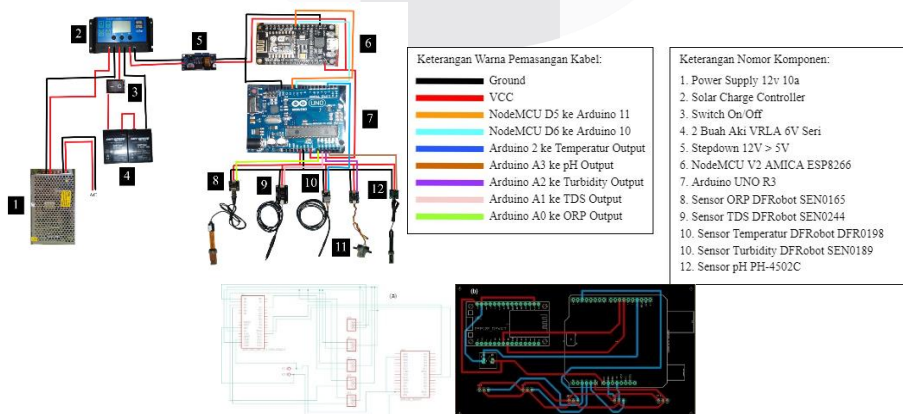 2
5
6
3
7
4
1
AC
8
9
10
11
12
UNO
Keterangan Warna Pemasangan Kabel:
Ground
VCC
NodeMCU D5 ke Arduino 11
NodeMCU D6 ke Arduino 10
Arduino 2 ke Temperatur Output
Arduino A3 ke pH Output
Arduino A2 ke Turbidity Output
Arduino A1 ke TDS Output
Arduino A0 ke ORP Output
Keterangan Nomor Komponen:
1. Power Supply 12v 10a
2. Solar Charge Controller
3. Switch On/Off
4. 2 Buah Aki VRLA 6V Seri
5. Stepdown 12V > 5V
6. NodeMCU V2 AMICA ESP8266
7. Arduino UNO R3
8. Sensor ORP DFRobot SEN0165
9. Sensor TDS DFRobot SEN0244
10. Sensor Temperatur DFRobot DFR0198
10. Sensor Turbidity DFRobot SEN0189
12. Sensor pH PH-4502C
(a)
(b)